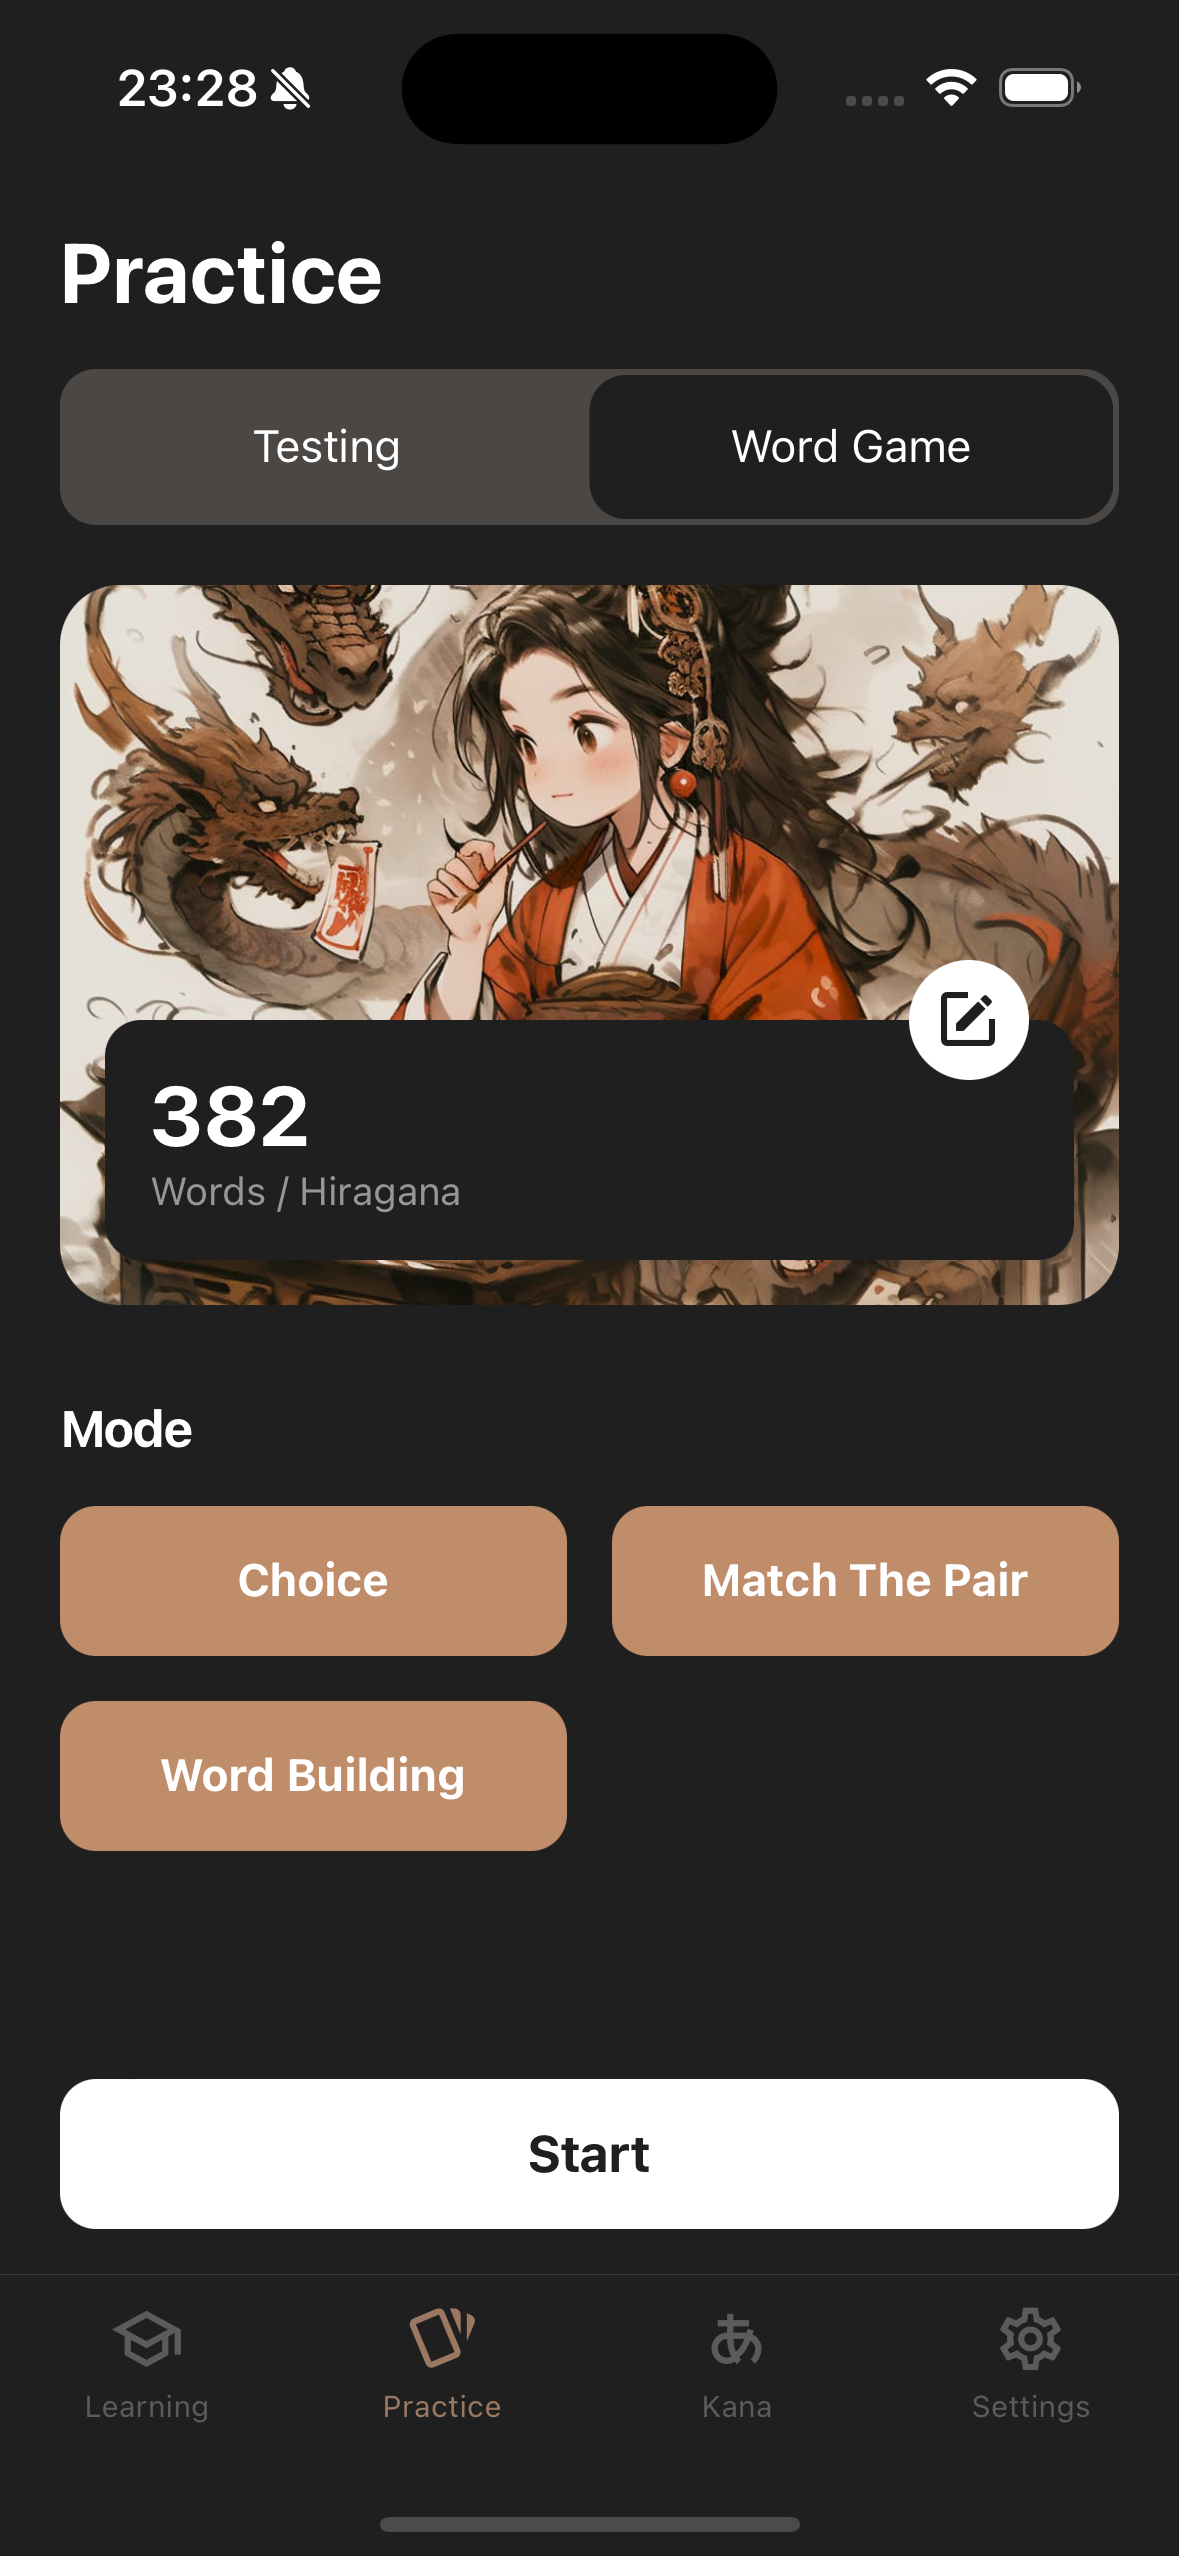 23:28
Practice
Testing
Word Game
382
Words / Hiragana
Mode
Choice
Match The Pair
Word Building
Start
あ
Learning
Practice
Kana
Settings